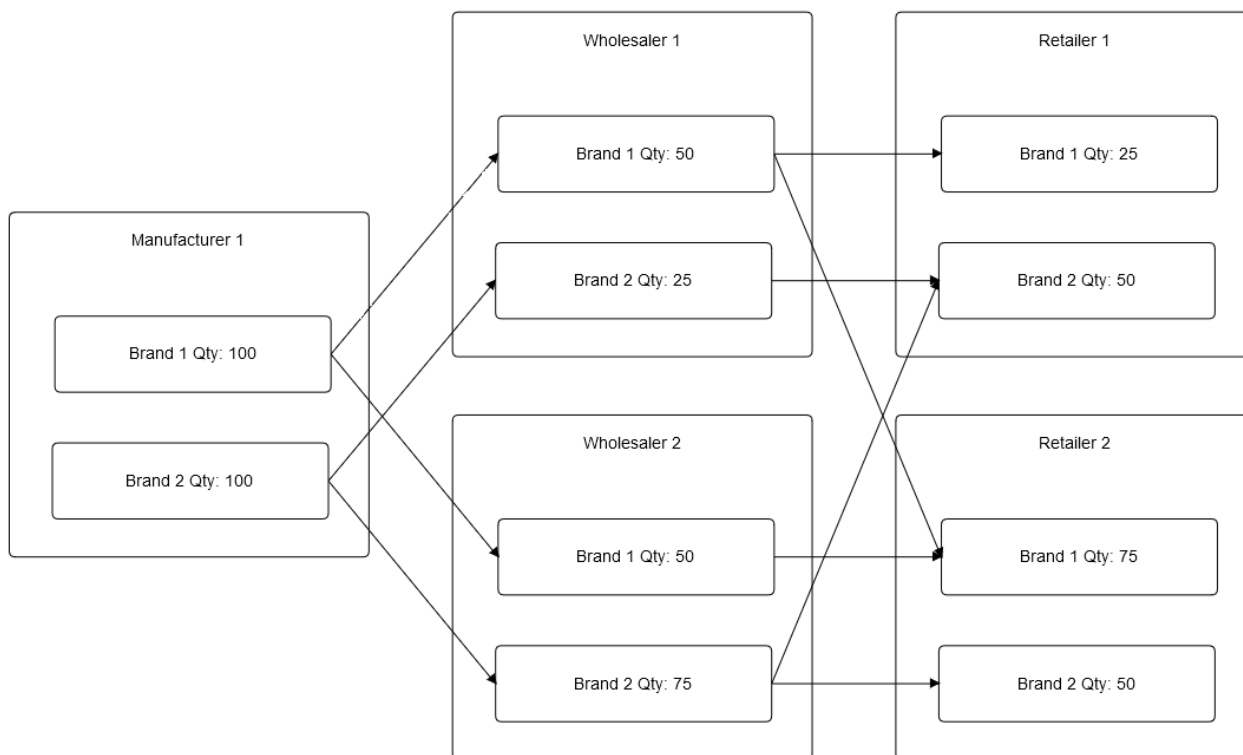 Manufacturer 1
Brand 1 Qty: 100
Brand 2 Qty: 100
Wholesaler 1
Brand 1 Qty: 50
Brand 2 Qty: 25
Wholesaler 2
Brand 1 Qty: 50
Brand 2 Qty: 75
Retailer 1
Brand 1 Qty: 25
Brand 2 Qty: 50
Retailer 2
Brand 1 Qty: 75
Brand 2 Qty: 50